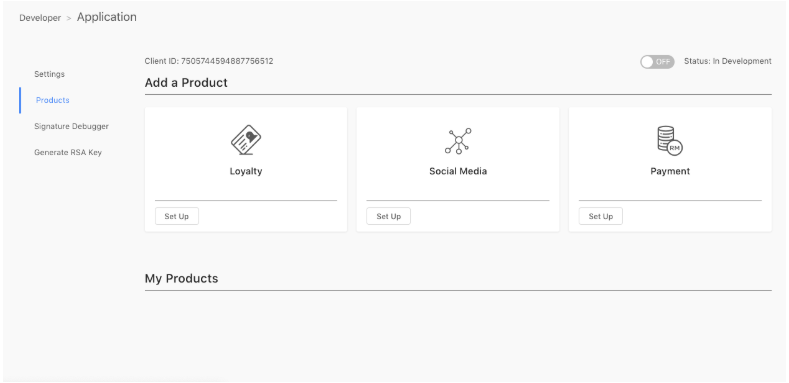 Developer > Application
Client ID: 7505744594887756512
OFF
Status: In Development
Settings
Products
Signature Debugger
Generate RSA Key
Add a Product
Loyalty
Set Up
Social Media
Set Up
RM
Payment
Set Up
My Products